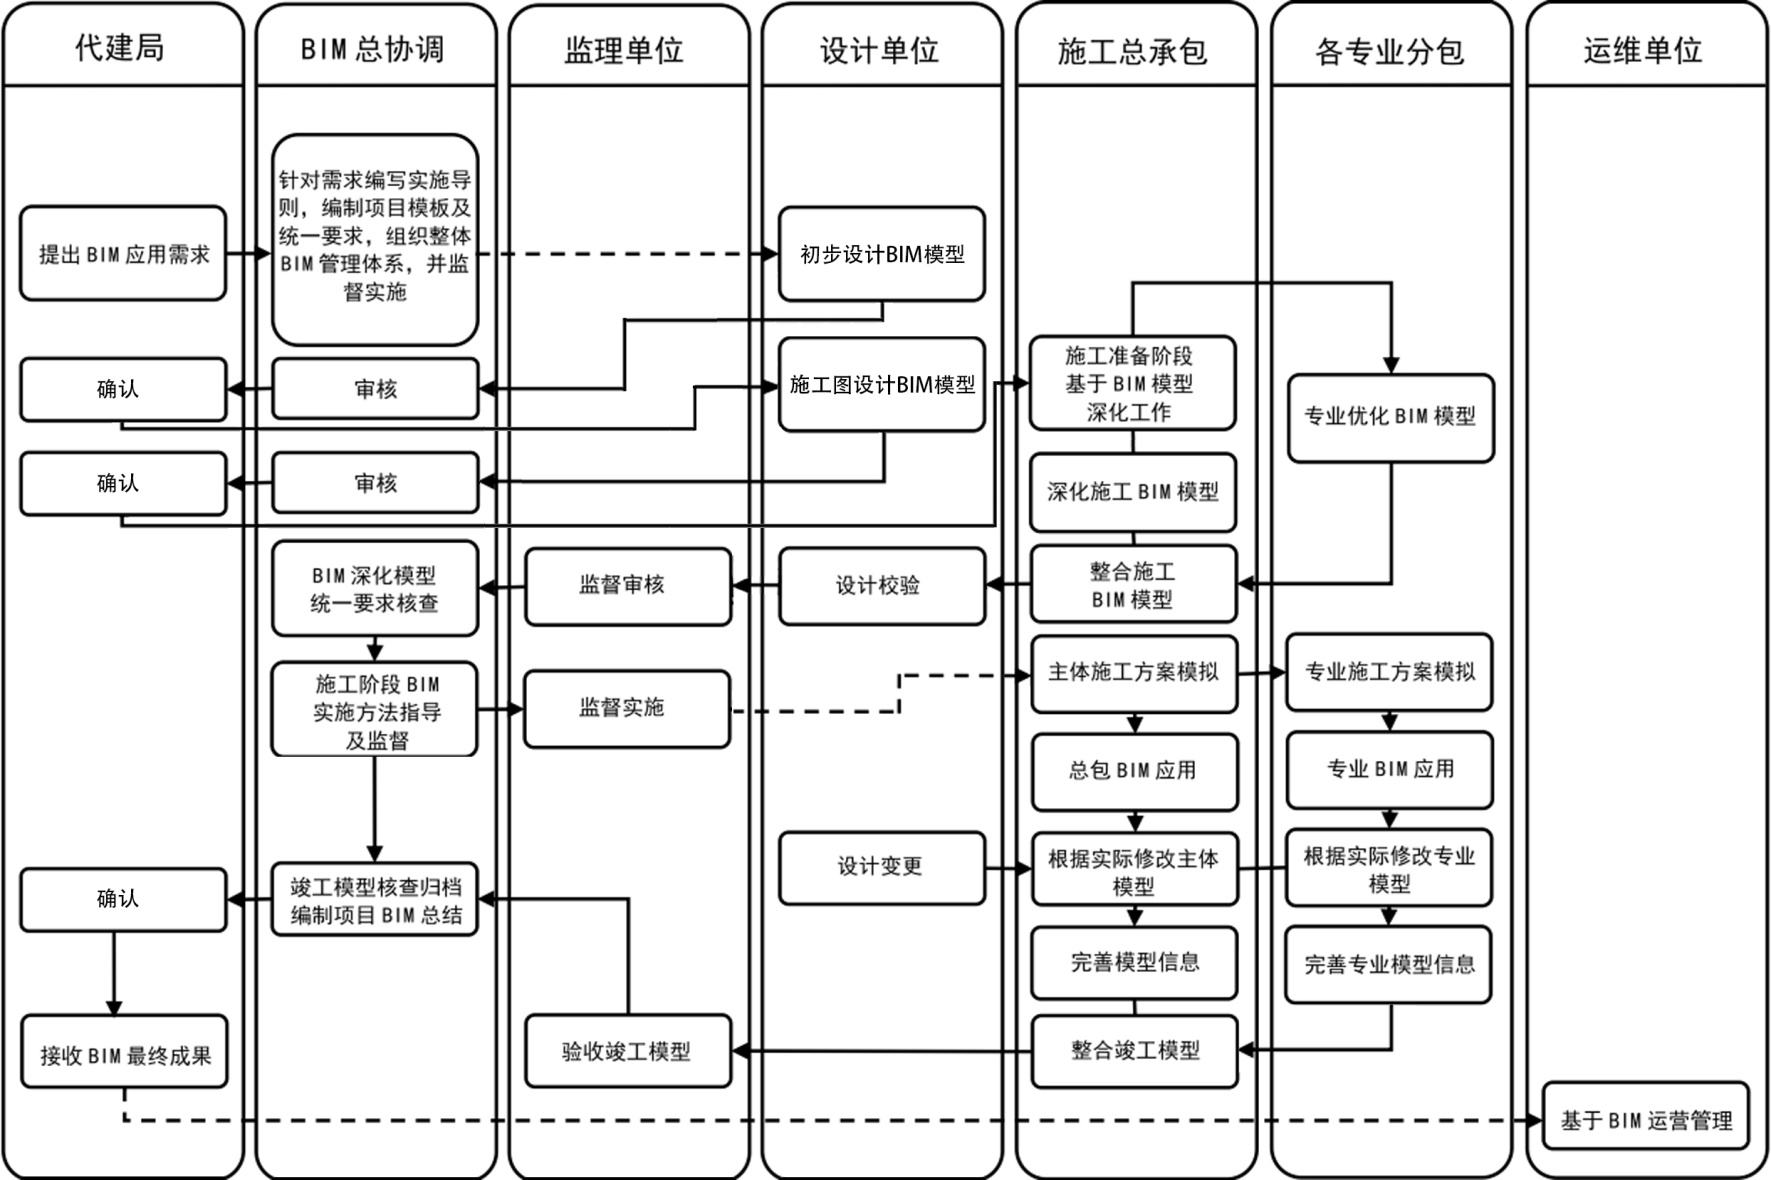 代建局
BIM 总协调
监理单位
设计单位
施工总承包
各专业分包
运维单位
针对需求编写实施导
则，编制项目模板及
统一要求，组织整体
BIM 管理体系，并监
督实施
提出 BIM 应用需求
初步设计BIM模型
确认
审核
施工图设计BIM模型
施工准备阶段
基于 BIM 模型
深化工作
专业优化 BIM 模型
确认
审核
深化施工 BIM 模型
BIM 深化模型
统一要求核查
监督审核
设计校验
整合施工
BIM 模型
施工阶段 BIM
实施方法指导
及监督
监督实施
主体施工方案模拟
专业施工方案模拟
总包 BIM 应用
专业 BIM 应用
设计变更
根据实际修改主体
模型
根据实际修改专业
模型
确认
竣工模型核查归档
编制项目 BIM 总结
完善模型信息
完善专业模型信息
接收 BIM 最终成果
验收竣工模型
整合竣工模型
基于 BIM 运营管理